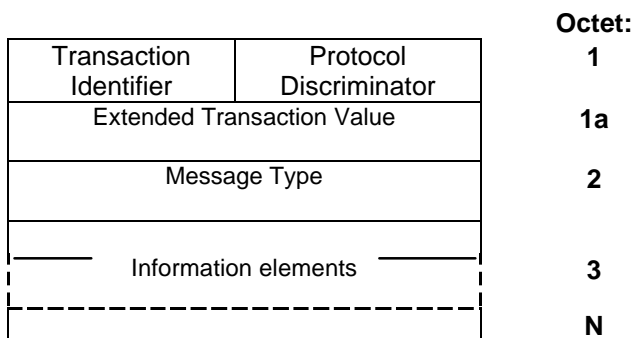 Octet:
Transaction Protocol 1
Identifier Discriminator
Extended Transaction Value 1a
Message Type 2
Information elements 3
N